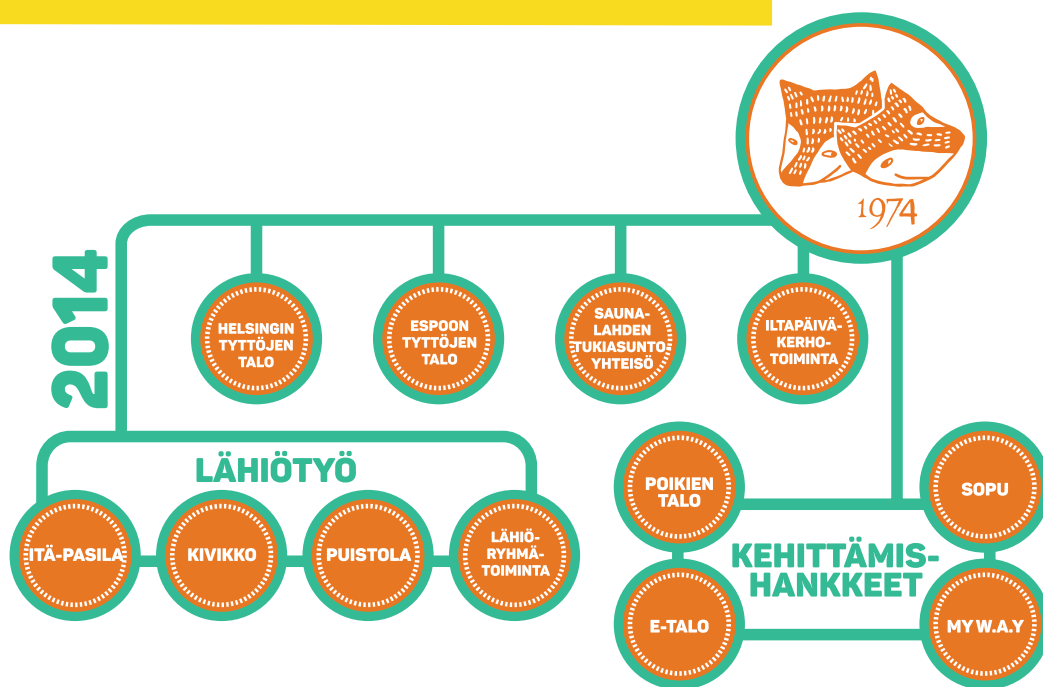 1974
2014
HELSINGIN
TYTTÖJEN
TALO
ESPOON
TYTTÖJEN
TALO
SAUNA-
LAHDEN
TUKIASUNTO-
YHTEISÖ
ILTAPÄIVÄ-
KERHO-
TOIMINTA
LÄHIÖTYÖ
ITÄ-PASILA
KIVIKKO
PUISTOLA
LÄHIÖ-
RYHMÄ-
TOIMINTA
POIKIEN
TALO
SOPU
KEHITTÄMIS-
HANKKEET
E-TALO
MY W.A.Y